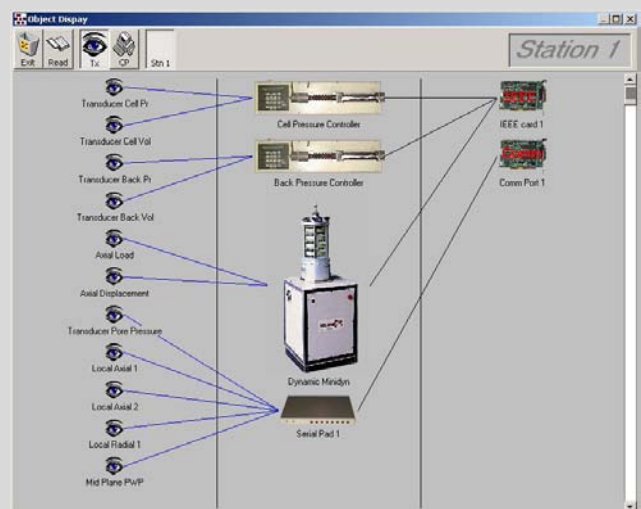 Object Dispay
Exit
Read
Tx
CP
Stn 1
Station 1
Transducer Cell Pr
Transducer Cell Vol
Transducer Back Pr
Transducer Back Vol
Axial Load
Axial Displacement
Transducer Pore Pressure
Local Axial 1
Local Axial 2
Local Radial 1
Mid Plane PWP
Cell Pressure Controller
Back Pressure Controller
Dynamic Minidyn
Serial Pad 1
IEEE
IEEE card 1
Comm
Comm Port 1